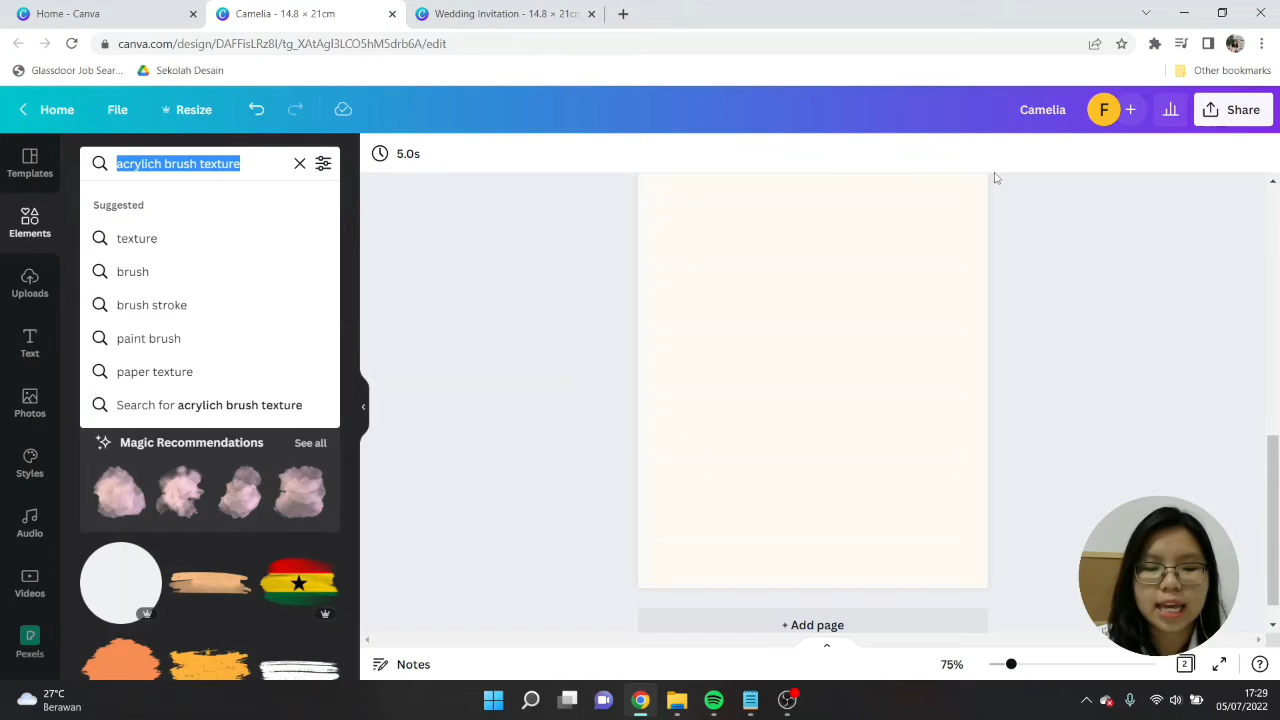 Home - Canva
Camelia - 14.8 × 21cm
Wedding Invitation - 14.8 × 21cm
canva.com/design/DAFFisLRz8I/tg_XAtAgI3LCO5hM5drb6A/edit
Glassdoor Job Sear...
Sekolah Desain
Other bookmarks
Home
File
Resize
Camelia
F
Share
Templates
Elements
Uploads
Text
Photos
Styles
Audio
Videos
Pexels
acrylich brush texture
Suggested
texture
brush
brush stroke
paint brush
paper texture
Search for acrylich brush texture
Magic Recommendations
See all
5.0s
+ Add page
Notes
75%
2
27°C
Berawan
17:29
05/07/2022